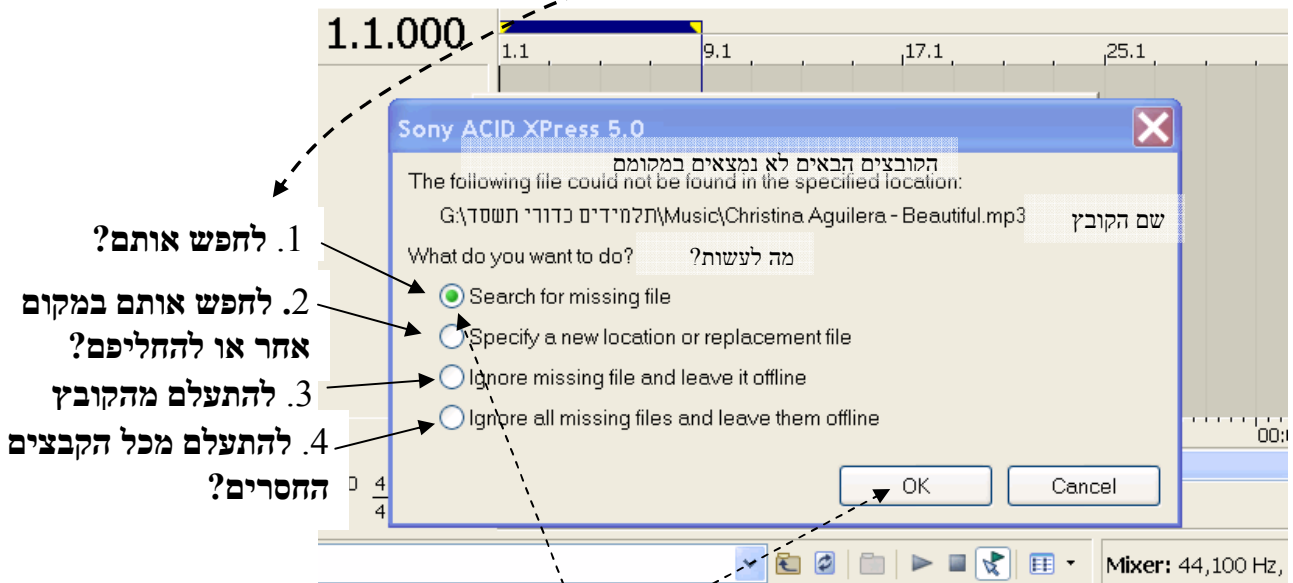 1.1.000
1.1 9.1 17.1 25.1
Sony ACID XPress 5.0
הקובצים הבאים לא נמצאים במקומם
The following file could not be found in the specified location:
G:\תלמידים כדורי תשסד\Music\Christina Aguilera - Beautiful.mp3
שם הקובץ
What do you want to do?
מה לעשות?
Search for missing file
Specify a new location or replacement file
Ignore missing file and leave it offline
Ignore all missing files and leave them offline
1. לחפש אותם?
2. לחפש אותם במקום
אחר או להחליפם?
3. להתעלם מהקובץ
4. להתעלם מכל הקבצים
החסרים?
OK Cancel
4
4
Mixer: 44,100 Hz,